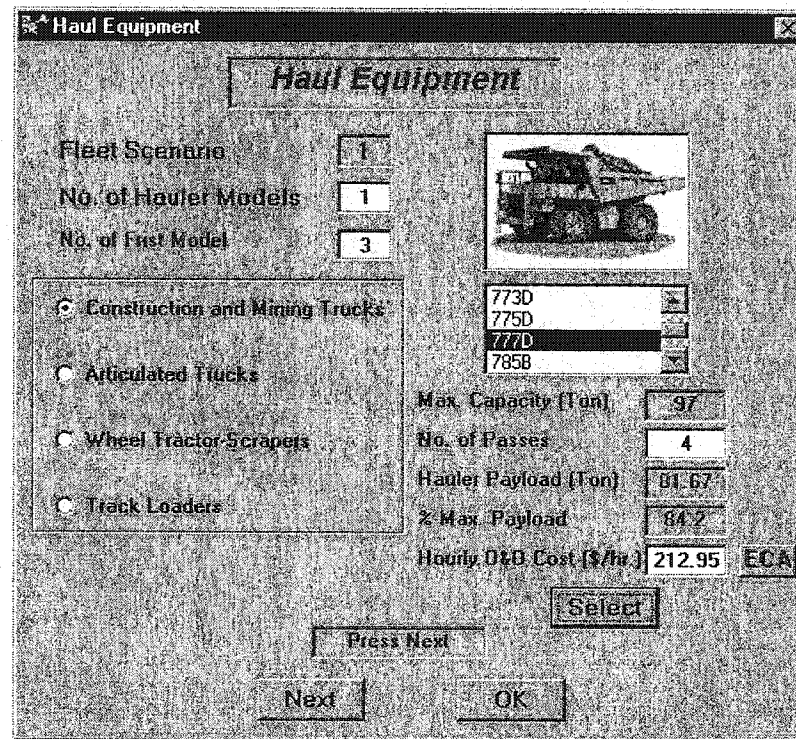 Haul Equipment
Haul Equipment
Fleet Scenario 1
No. of Hauler Models 1
No. of First Model 3
Construction and Mining Trucks
Articulated Trucks
Wheel Tractor-Scrapers
Track Loaders
773D
775D
777D
785B
Max. Capacity (Ton) 97
No. of Passes 4
Hauler Payload (Ton) 81.67
% Max. Payload 84.2
Hourly O&O Cost ($/hr.) 212.95 ECA
Select
Press Next
Next OK